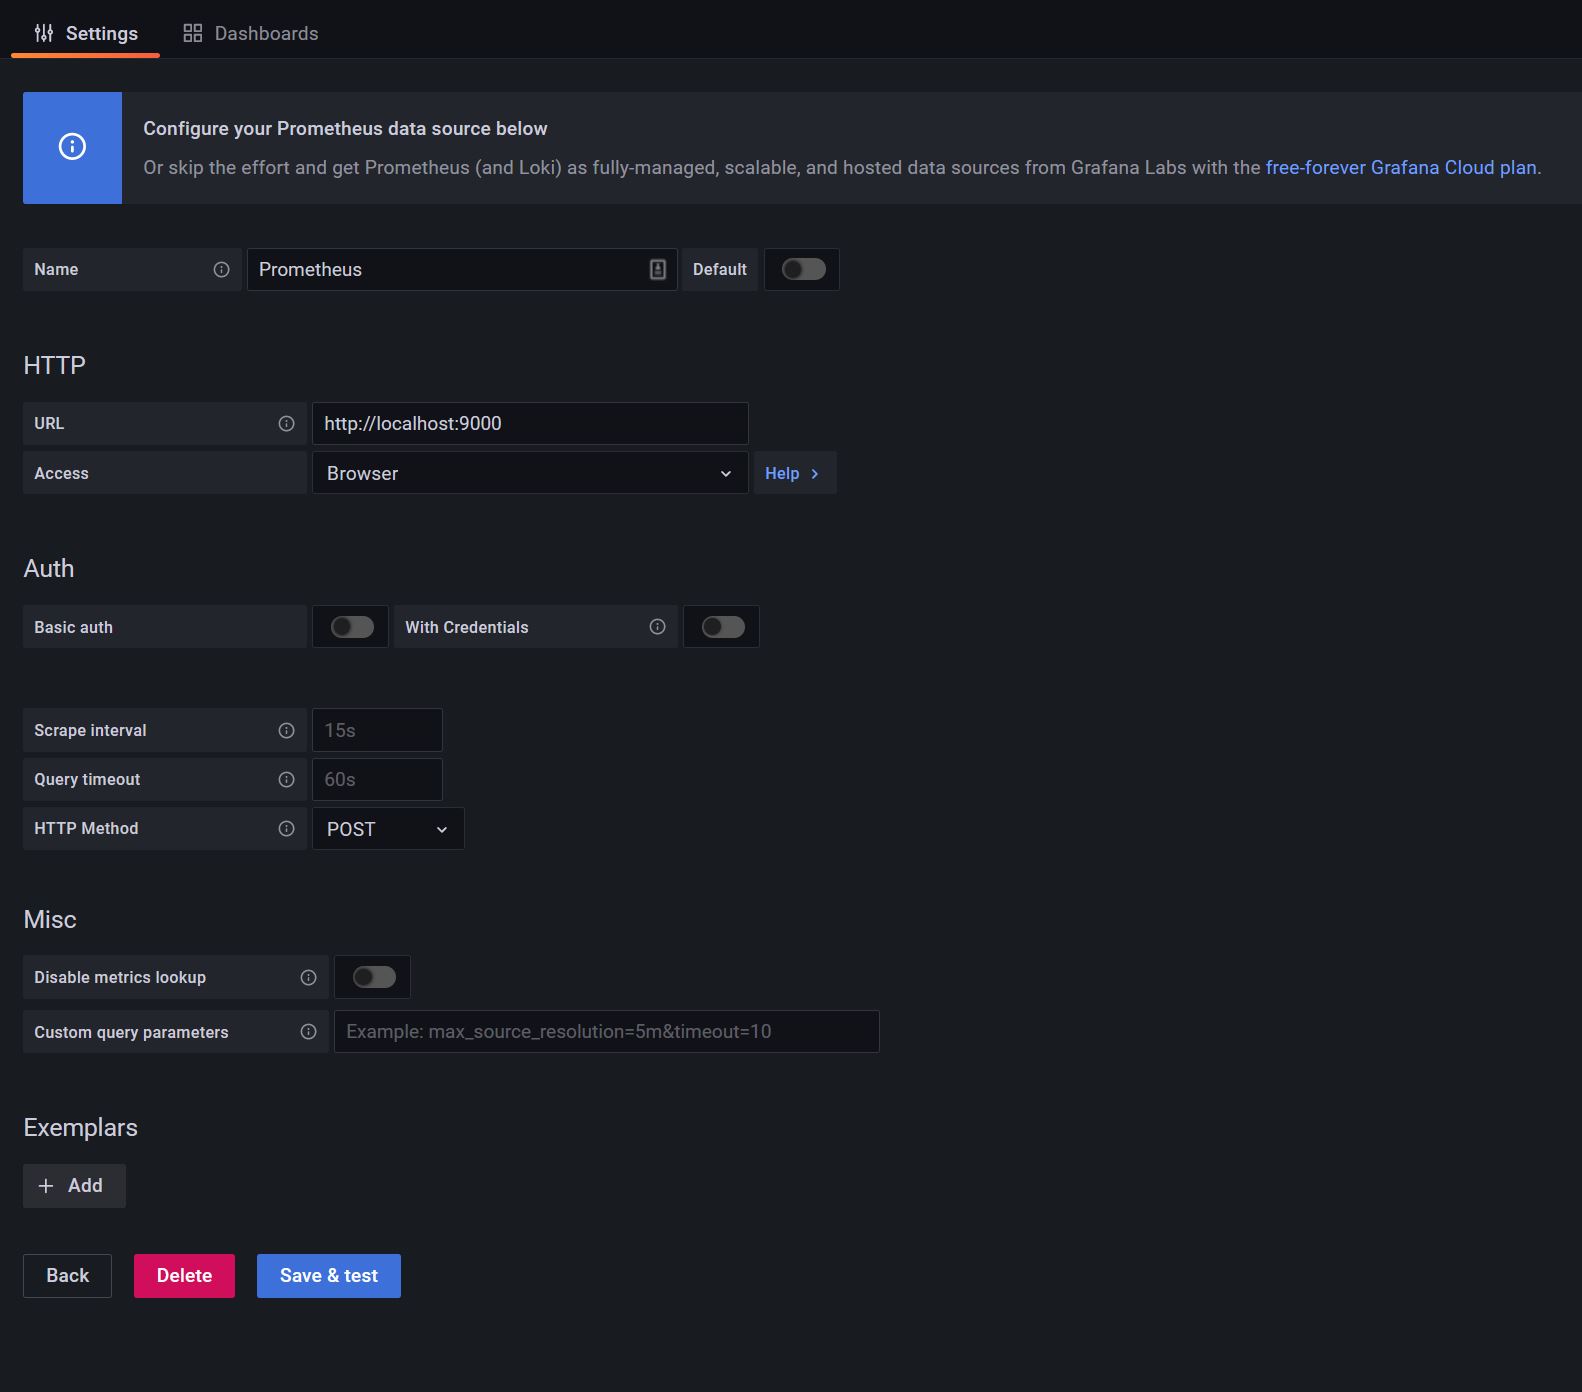 Settings Dashboards
Configure your Prometheus data source below
Or skip the effort and get Prometheus (and Loki) as fully-managed, scalable, and hosted data sources from Grafana Labs with the free-forever Grafana Cloud plan.
Name Prometheus Default
HTTP
URL http://localhost:9000
Access Browser Help
Auth
Basic auth With Credentials
Scrape interval 15s
Query timeout 60s
HTTP Method POST
Misc
Disable metrics lookup
Custom query parameters Example: max_source_resolution=5m&timeout=10
Exemplars
Add
Back Delete Save & test